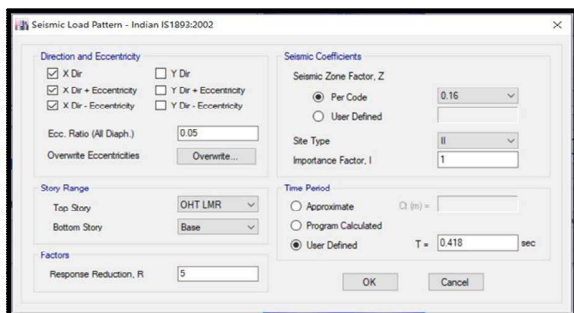 Seismic Load Pattern - Indian IS1893:2002
Direction and Eccentricity
X Dir
Y Dir
X Dir + Eccentricity
Y Dir + Eccentricity
X Dir - Eccentricity
Y Dir - Eccentricity
Ecc. Ratio (All Diaph.)
0.05
Overwrite Eccentricities
Overwrite...
Story Range
Top Story
OHT LMR
Bottom Story
Base
Factors
Response Reduction, R
5
Seismic Coefficients
Seismic Zone Factor, Z
Per Code
0.16
User Defined
Site Type
II
Importance Factor, I
1
Time Period
Approximate
Ct (m) =
Program Calculated
User Defined
T =
0.418
sec
OK
Cancel